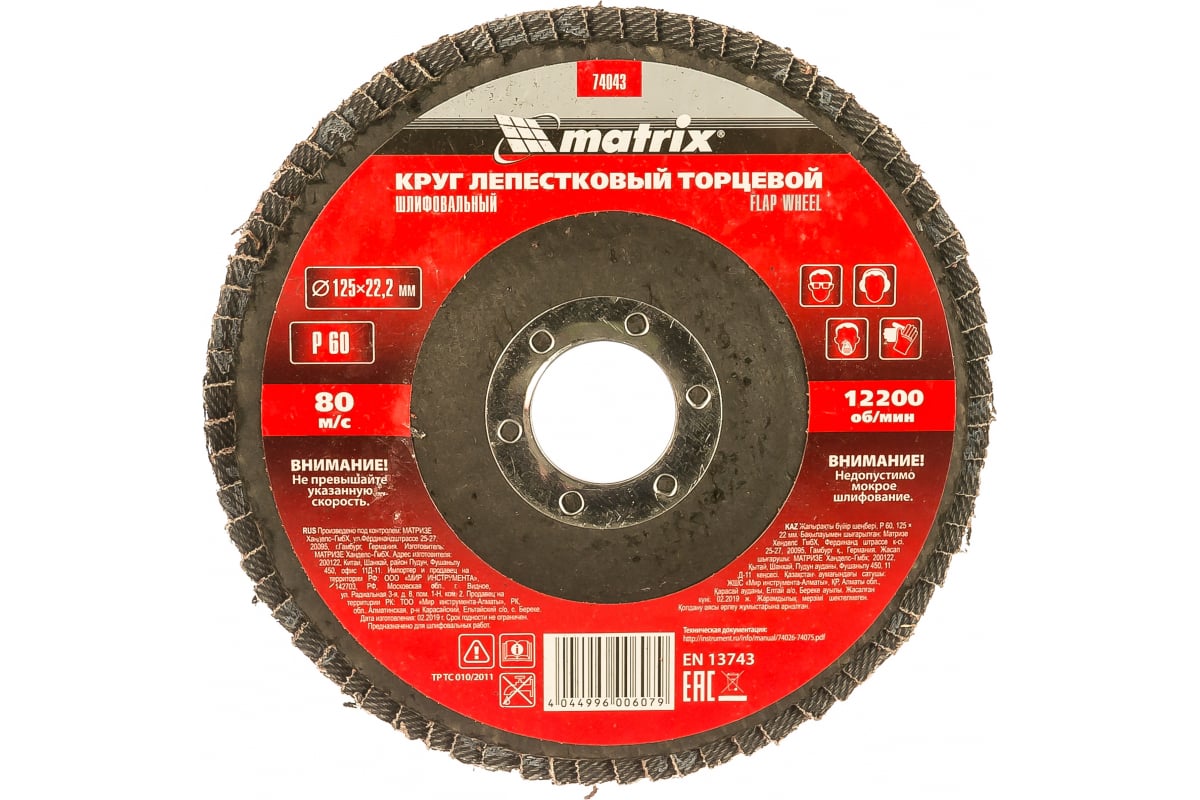 74043
matrix®
КРУГ ЛЕПЕСТКОВЫЙ ТОРЦЕВОЙ
ШЛИФОВАЛЬНЫЙ
FLAP WHEEL
Ø 125×22,2 мм
P 60
80
м/с
12200
об/мин
ВНИМАНИЕ!
Не превышайте
указанную
скорость.
ВНИМАНИЕ!
Недопустимо
мокрое
шлифование.
RUS Произведено под контролем: МАТРИЗЕ
Ханделс-ГмбХ, ул.Фердинандштрассе 25-27,
20095, г.Гамбург, Германия. Изготовитель:
МАТРИЗЕ Ханделс-ГмбХ. Адрес изготовителя:
200122, Китай, Шанхай, район Пудун, Фушаньлу
450, офис 11Д-11. Импортер и продавец на
территории РФ: ООО «МИР ИНСТРУМЕНТА»,
142703, РФ, Московская обл., г. Видное,
ул. Радиальная 3-я, д. 8, пом. 1-Н, ком. 2. Продавец на
территории РК: ТОО «Мир инструмента-Алматы», РК,
обл. Алматинская, р-н Карасайский, Ельтайский с/о, с. Береке.
Дата изготовления: 02.2019 г. Срок годности не ограничен.
Предназначено для шлифовальных работ.
KAZ Жапырақты бүйір шеңбері, P 60, 125 ×
22 мм. Бақылауымен шығарылған: Матризе
Ханделс ГмбХ, Фердинанд штрассе к-сі.
25-27, 20095, Гамбург қ., Германия. Жасап
шығарушы: МАТРИЗЕ Ханделс-Гмбх, 200122,
Қытай, Шанхай, Пудун ауданы, Фушаньлу 450, 11
Д-11 кеңсесі. Қазақстан аумағындағы сатушы:
ЖШС «Мир инструмента-Алматы», ҚР, Алматы обл.,
Қарасай ауданы, Елтай а/о, Береке ауылы. Жасалған
күні: 02.2019 ж. Жарамдылық мерзімі шектелмеген.
Қолдану аясы өргеу жұмыстарына арналған.
Техническая документация:
http://instrument.ru/info/manual/74026-74075.pdf
ТР ТС 010/2011
4 044996 006079
EN 13743
EAC